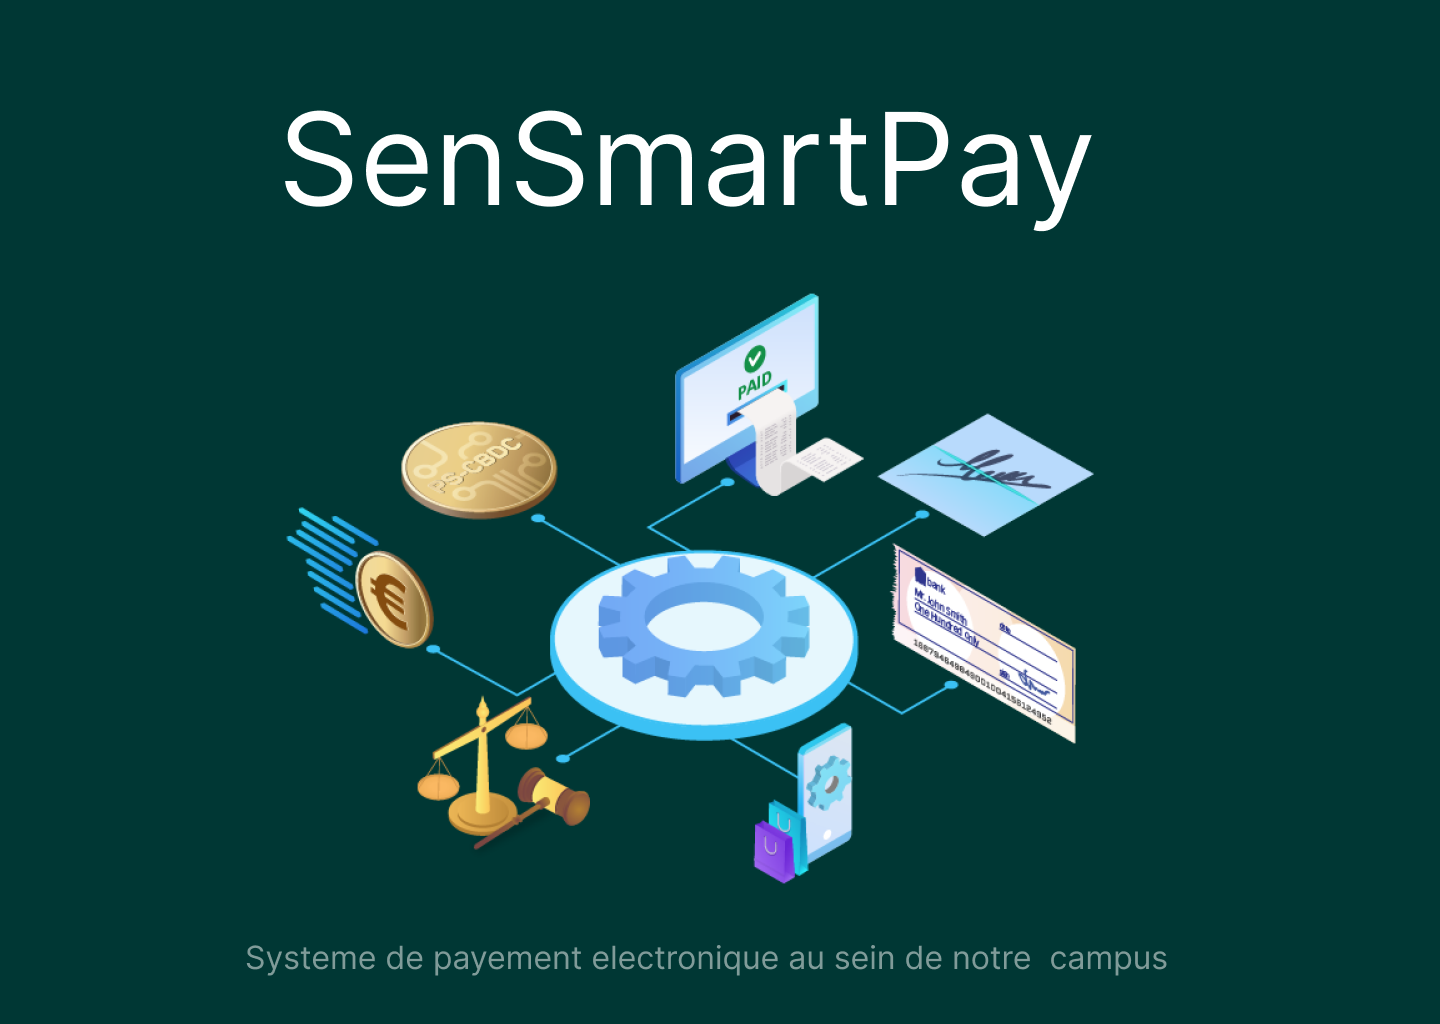 SenSmartPay
PAID
PS-CBDC
€
bank
Mr. John Smith
One Hundred Only
Systeme de payement electronique au sein de notre campus